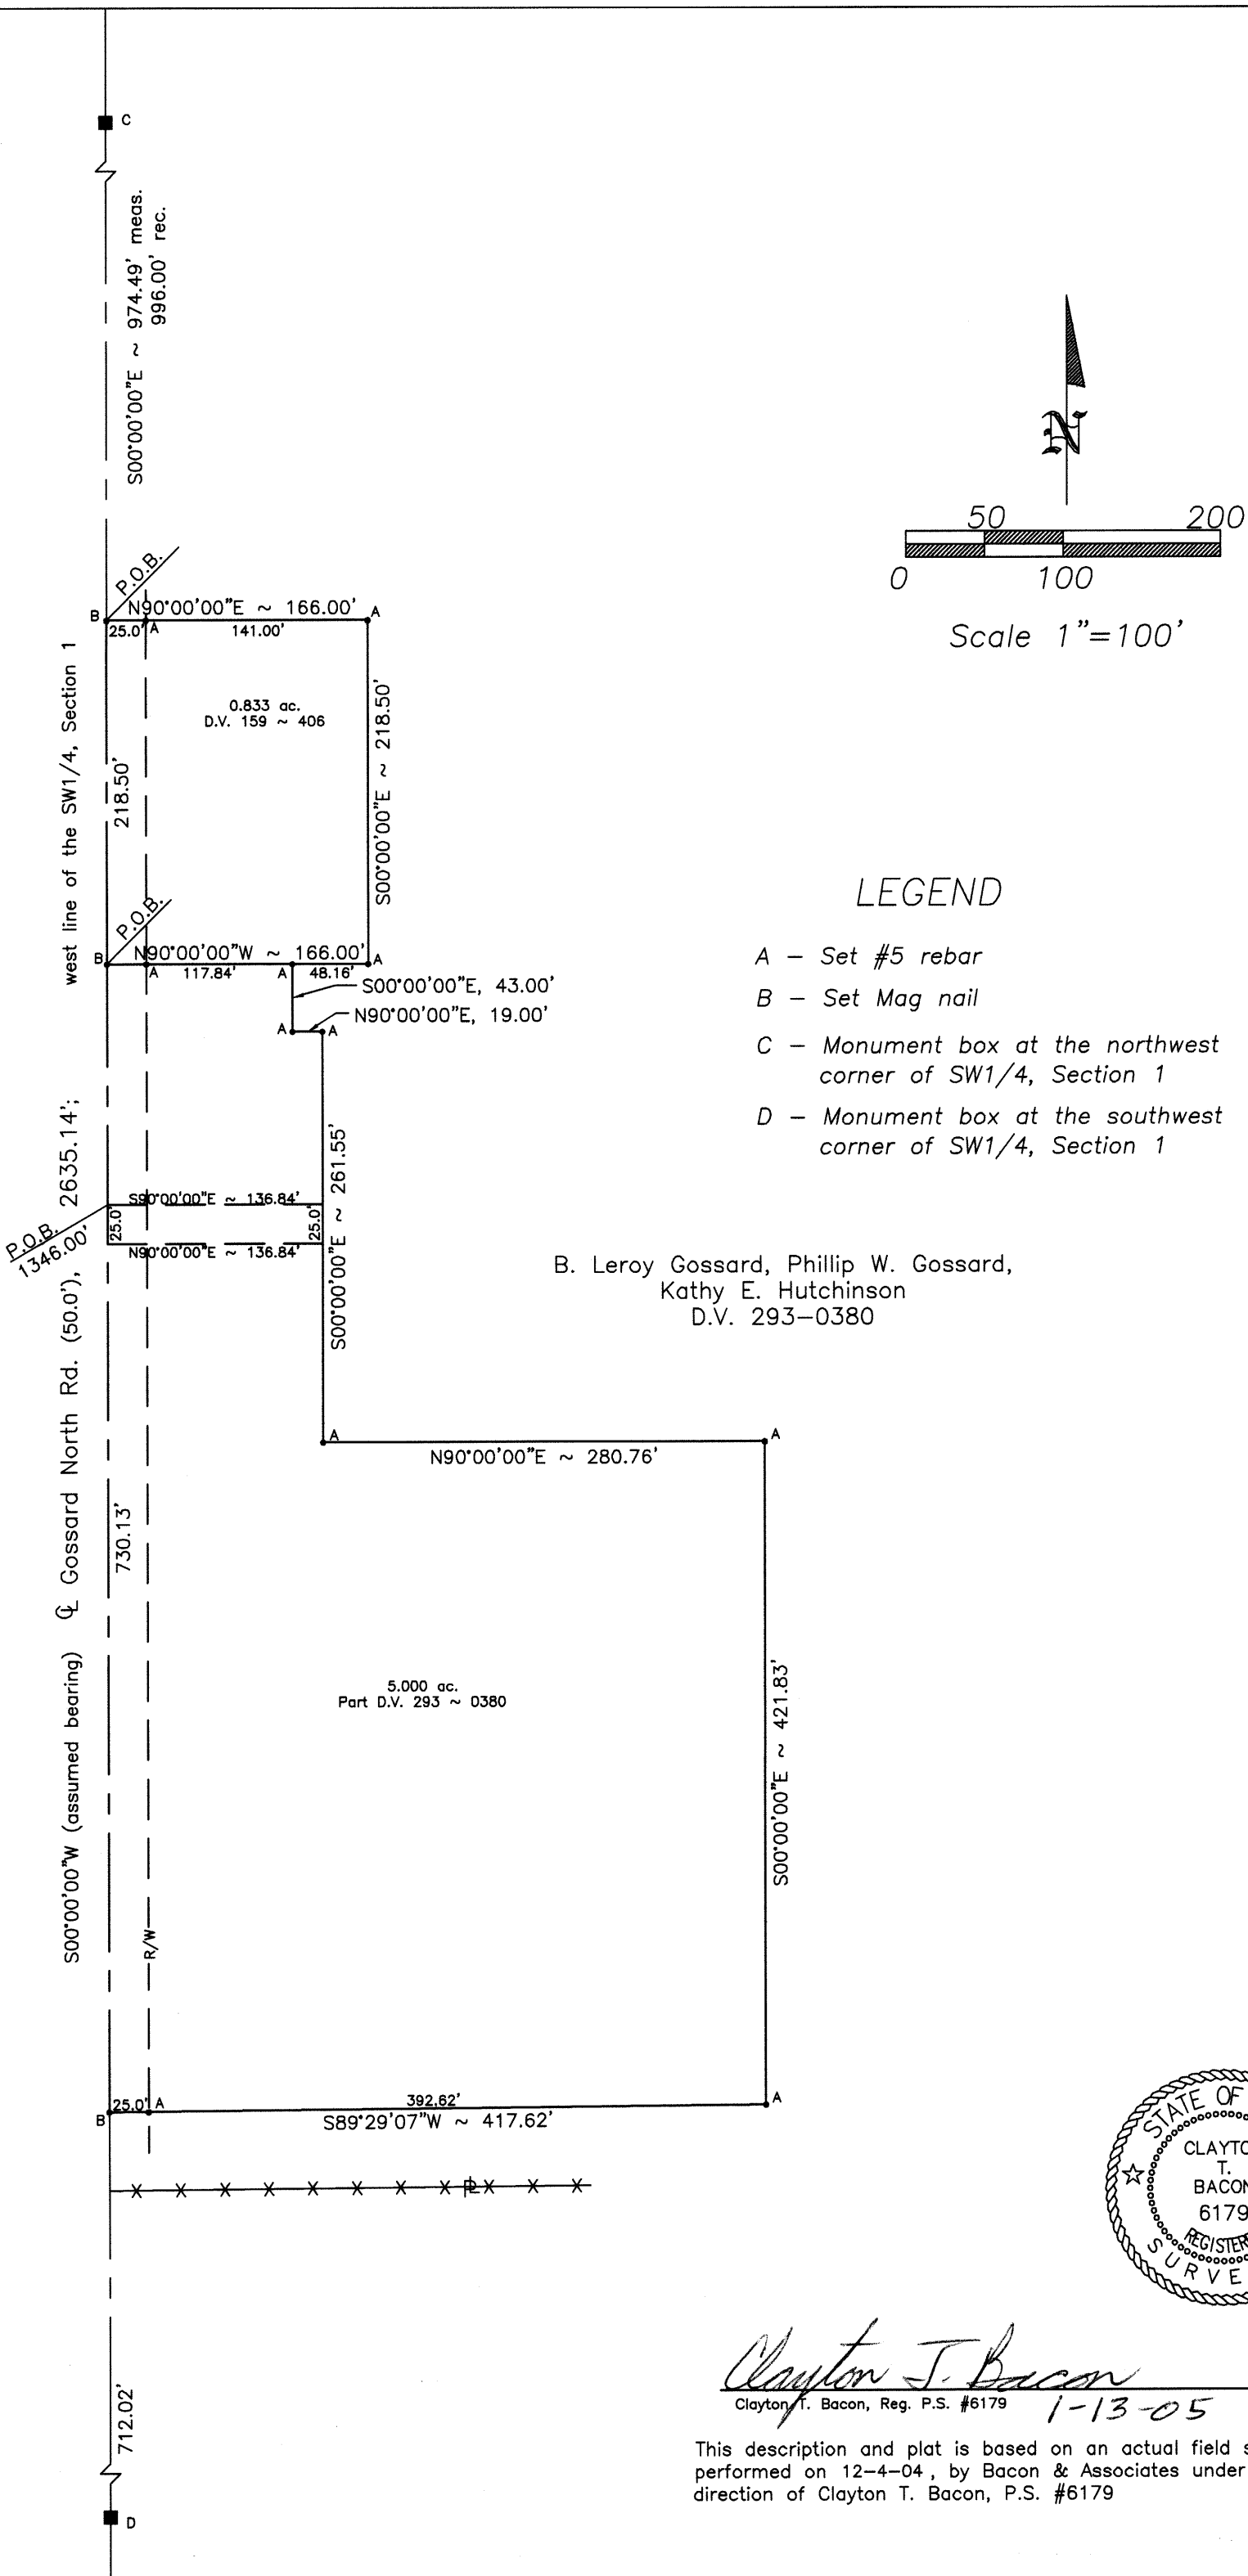 C
S00°00'00"E ~ 974.49' meas.
996.00' rec.
N
50 200
0 100
Scale 1"=100'
P.O.B.
B N90°00'00"E ~ 166.00' A
25.0' A 141.00'
0.833 ac.
D.V. 159 ~ 406
218.50'
S00°00'00"E ~ 218.50'
west line of the SW1/4, Section 1
P.O.B.
B N90°00'00"W ~ 166.00' A
A 117.84' A 48.16'
S00°00'00"E, 43.00'
N90°00'00"E, 19.00'
A A
LEGEND
A - Set #5 rebar
B - Set Mag nail
C - Monument box at the northwest
corner of SW1/4, Section 1
D - Monument box at the southwest
corner of SW1/4, Section 1
S00°00'00"E ~ 261.55'
S90°00'00"E ~ 136.84'
25.0' 25.0'
N90°00'00"E ~ 136.84'
P.O.B.
1346.00'
B. Leroy Gossard, Phillip W. Gossard,
Kathy E. Hutchinson
D.V. 293-0380
S00°00'00"W (assumed bearing) ℄ Gossard North Rd. (50.0'), 2635.14';
A A
N90°00'00"E ~ 280.76'
730.13'
5.000 ac.
Part D.V. 293 ~ 0380
S00°00'00"E ~ 421.83'
R/W
25.0' A 392.62' A
B S89°29'07"W ~ 417.62'
X X X X X X X X ⅊ X X X
STATE OF
CLAYTO
T.
BACON
6179
REGISTERE
SURVE
Clayton T. Bacon
Clayton T. Bacon, Reg. P.S. #6179 1-13-05
712.02'
This description and plat is based on an actual field s
performed on 12-4-04, by Bacon & Associates under
direction of Clayton T. Bacon, P.S. #6179
D